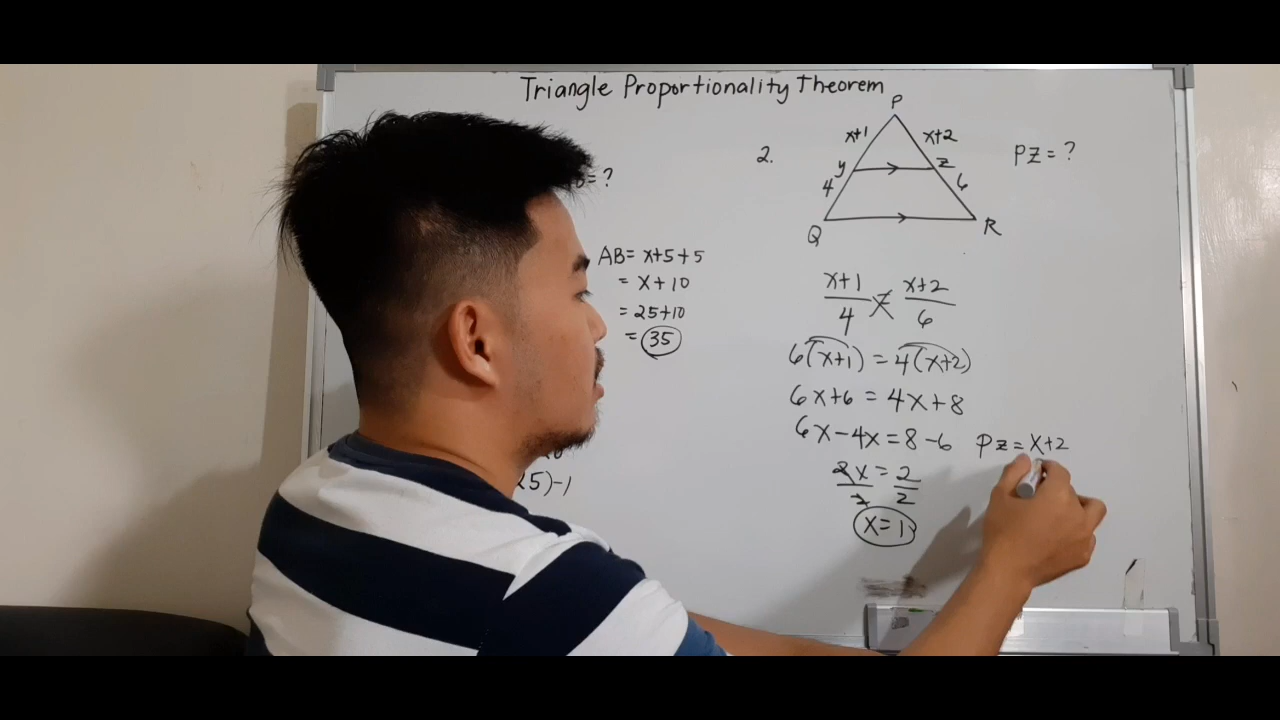 Triangle Proportionality Theorem
= ?
AB = x+5+5
= x+10
= 25+10
= 35
25)-1
2.
P
x+1
x+2
y
z
4
6
Q
R
PZ = ?
x+1 x+2
4 6
6(x+1) = 4(x+2)
6x+6 = 4x+8
6x-4x = 8-6
PZ = x+2
2x = 2
2 2
x = 1